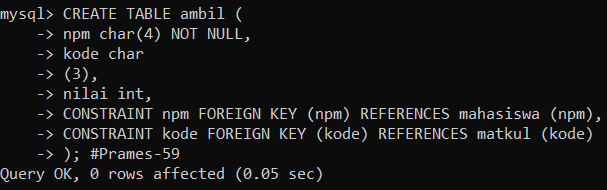 mysql> CREATE TABLE ambil (
    -> npm char(4) NOT NULL,
    -> kode char
    -> (3),
    -> nilai int,
    -> CONSTRAINT npm FOREIGN KEY (npm) REFERENCES mahasiswa (npm),
    -> CONSTRAINT kode FOREIGN KEY (kode) REFERENCES matkul (kode)
    -> ); #Prames-59
Query OK, 0 rows affected (0.05 sec)